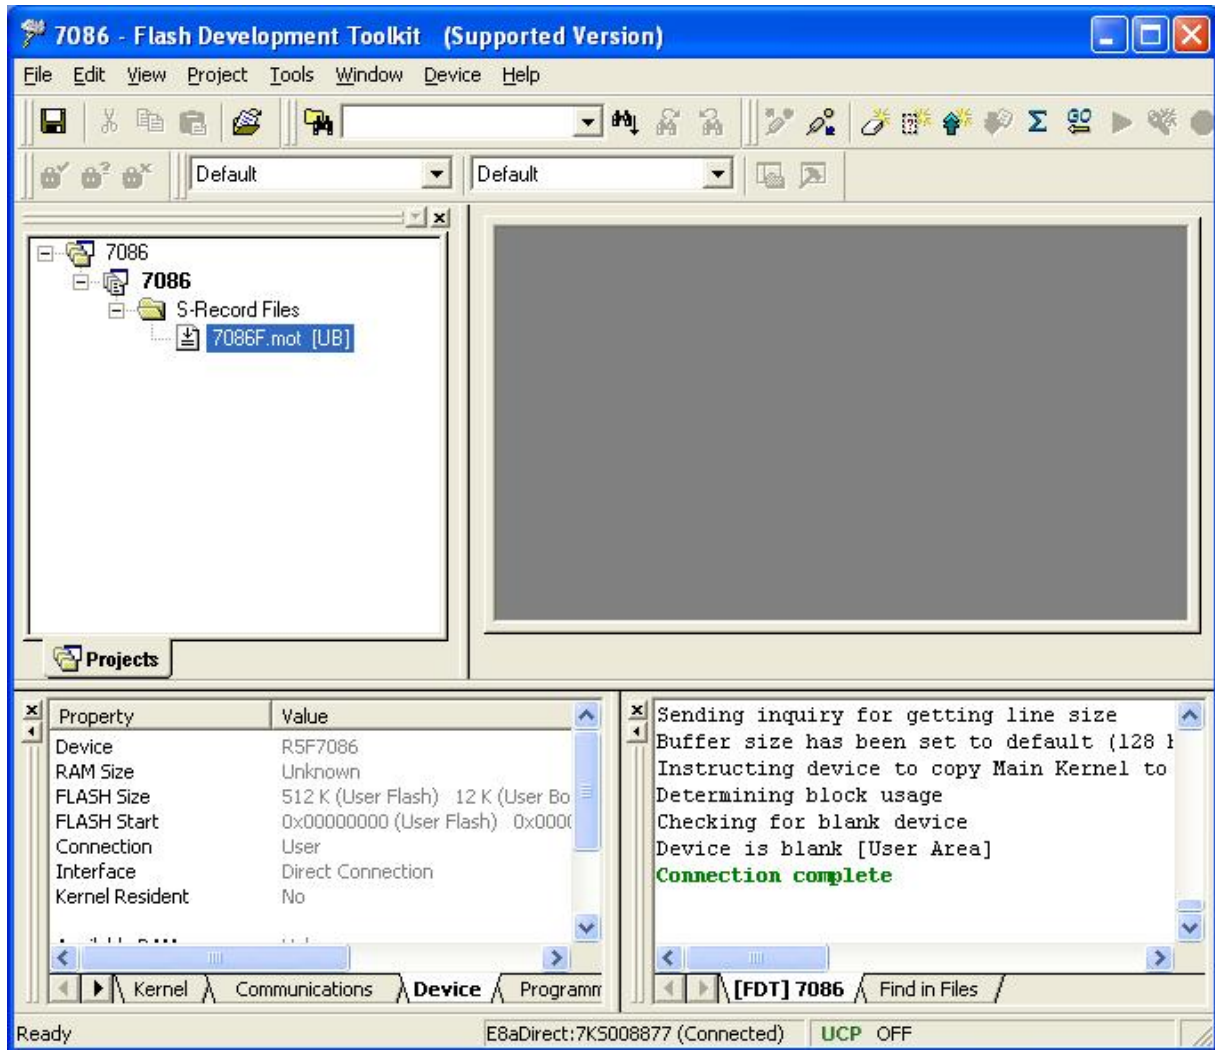 7086 - Flash Development Toolkit (Supported Version)
File Edit View Project Tools Window Device Help
GO
Default Default
7086
7086
S-Record Files
7086F.mot [UB]
Projects
Property Value
Device R5F7086
RAM Size Unknown
FLASH Size 512 K (User Flash) 12 K (User Bo
FLASH Start 0x00000000 (User Flash) 0x000(
Connection User
Interface Direct Connection
Kernel Resident No
Kernel Communications Device Programm
Sending inquiry for getting line size
Buffer size has been set to default (128
Instructing device to copy Main Kernel to
Determining block usage
Checking for blank device
Device is blank [User Area]
Connection complete
[FDT] 7086 Find in Files
Ready E8aDirect:7KS008877 (Connected) UCP OFF